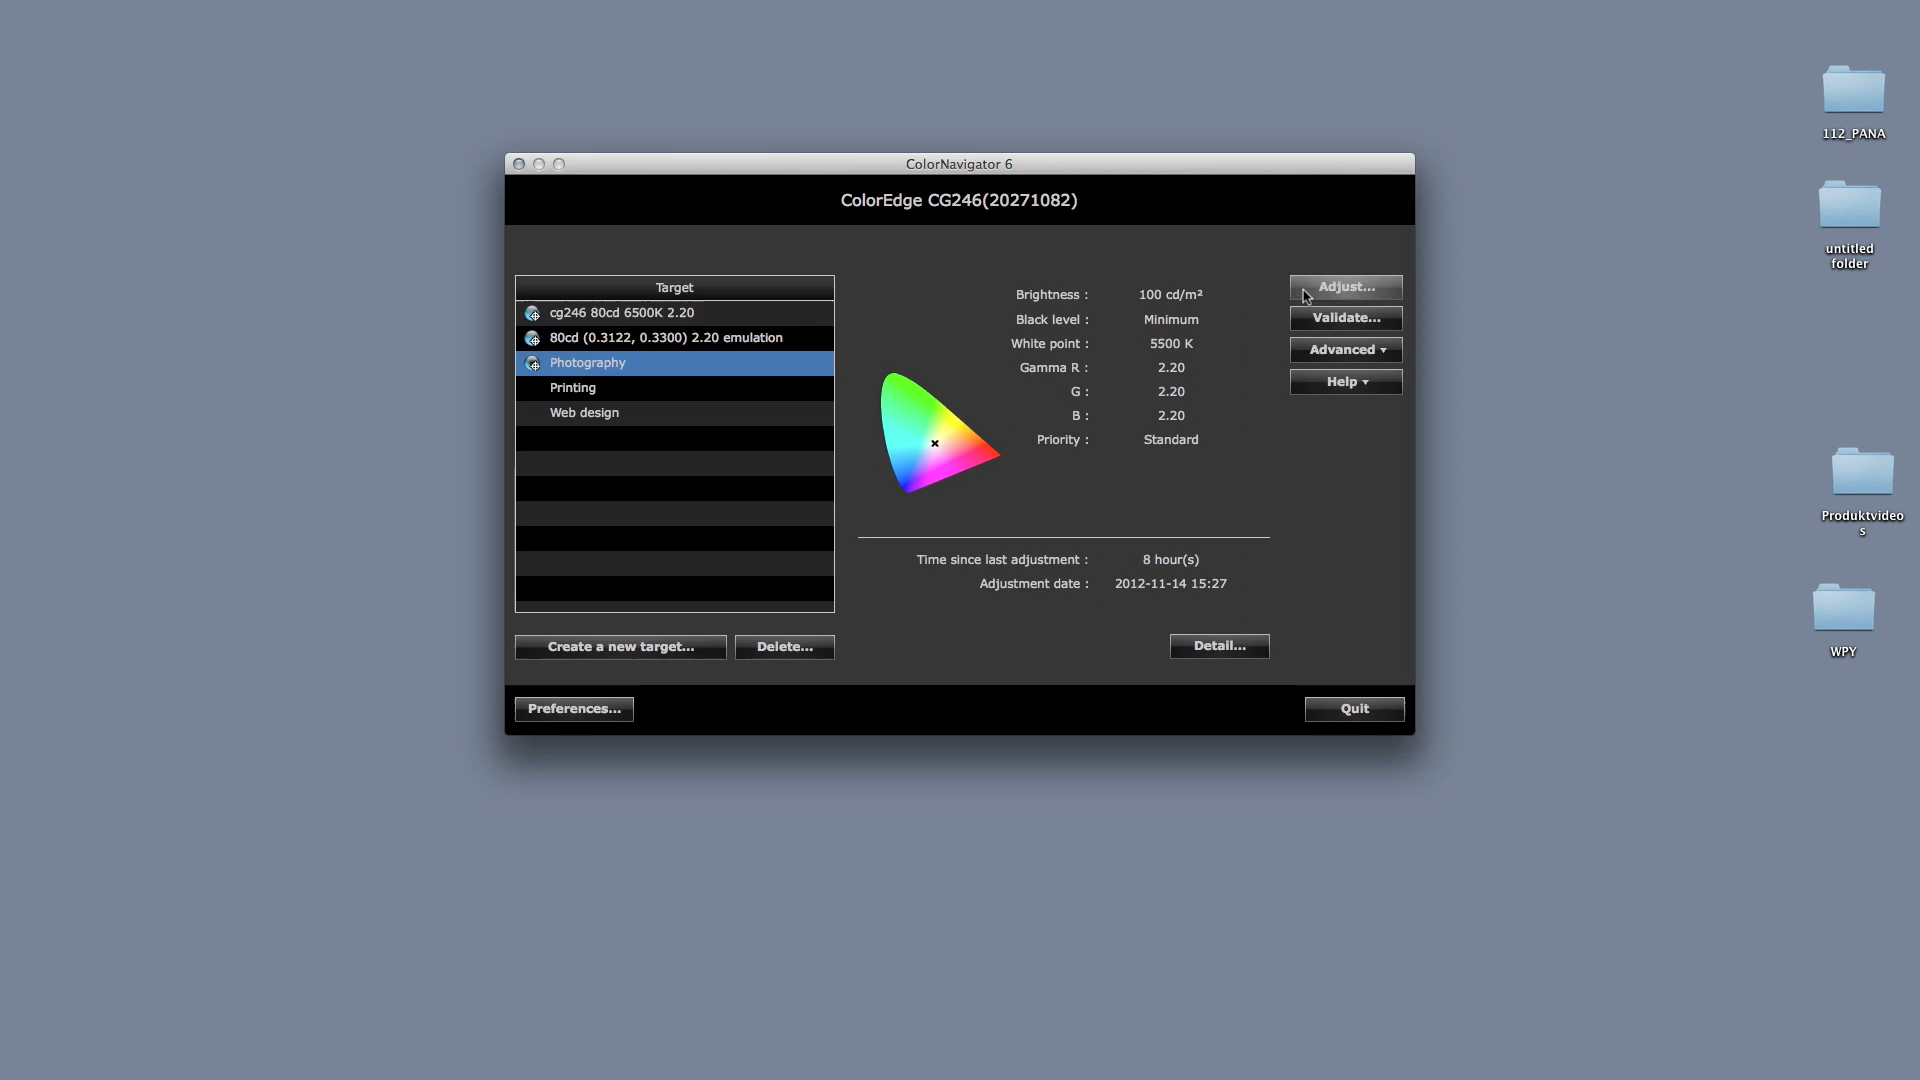 ColorNavigator 6
ColorEdge CG246(20271082)
Target
cg246 80cd 6500K 2.20
80cd (0.3122, 0.3300) 2.20 emulation
Photography
Printing
Web design
Create a new target...
Delete...
Brightness : 100 cd/m²
Black level : Minimum
White point : 5500 K
Gamma R : 2.20
G : 2.20
B : 2.20
Priority : Standard
Time since last adjustment : 8 hour(s)
Adjustment date : 2012-11-14 15:27
Detail...
Adjust...
Validate...
Advanced
Help
Preferences...
Quit
112_PANA
untitled
folder
Produktvideo
s
WPY